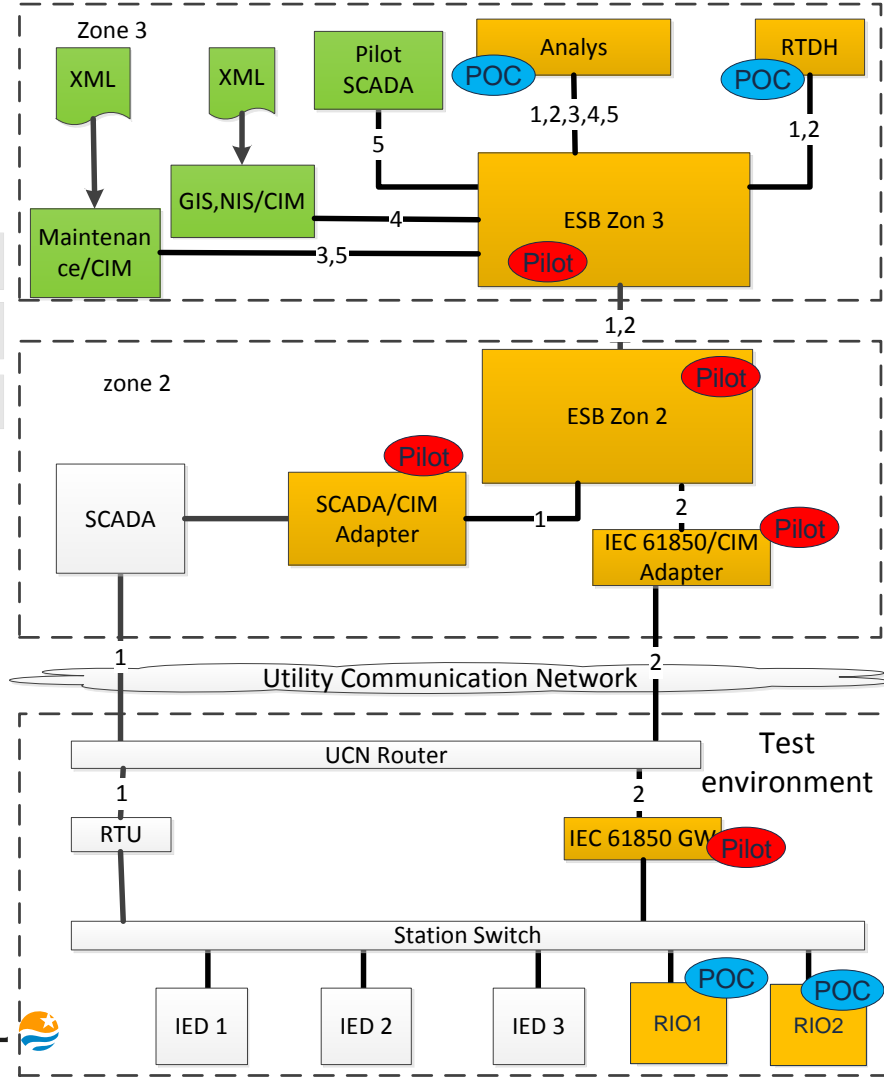 Zone 3
XML
XML
Pilot
SCADA
Analys
POC
RTDH
POC
1,2,3,4,5
1,2
5
GIS,NIS/CIM
4
ESB Zon 3
Pilot
Maintenan
ce/CIM
3,5
1,2
zone 2
Pilot
ESB Zon 2
Pilot
SCADA
SCADA/CIM
Adapter
1
2
Pilot
IEC 61850/CIM
Adapter
1
2
Utility Communication Network
UCN Router
Test
environment
1
2
RTU
IEC 61850 GW
Pilot
Station Switch
POC
POC
IED 1
IED 2
IED 3
RIO1
RIO2